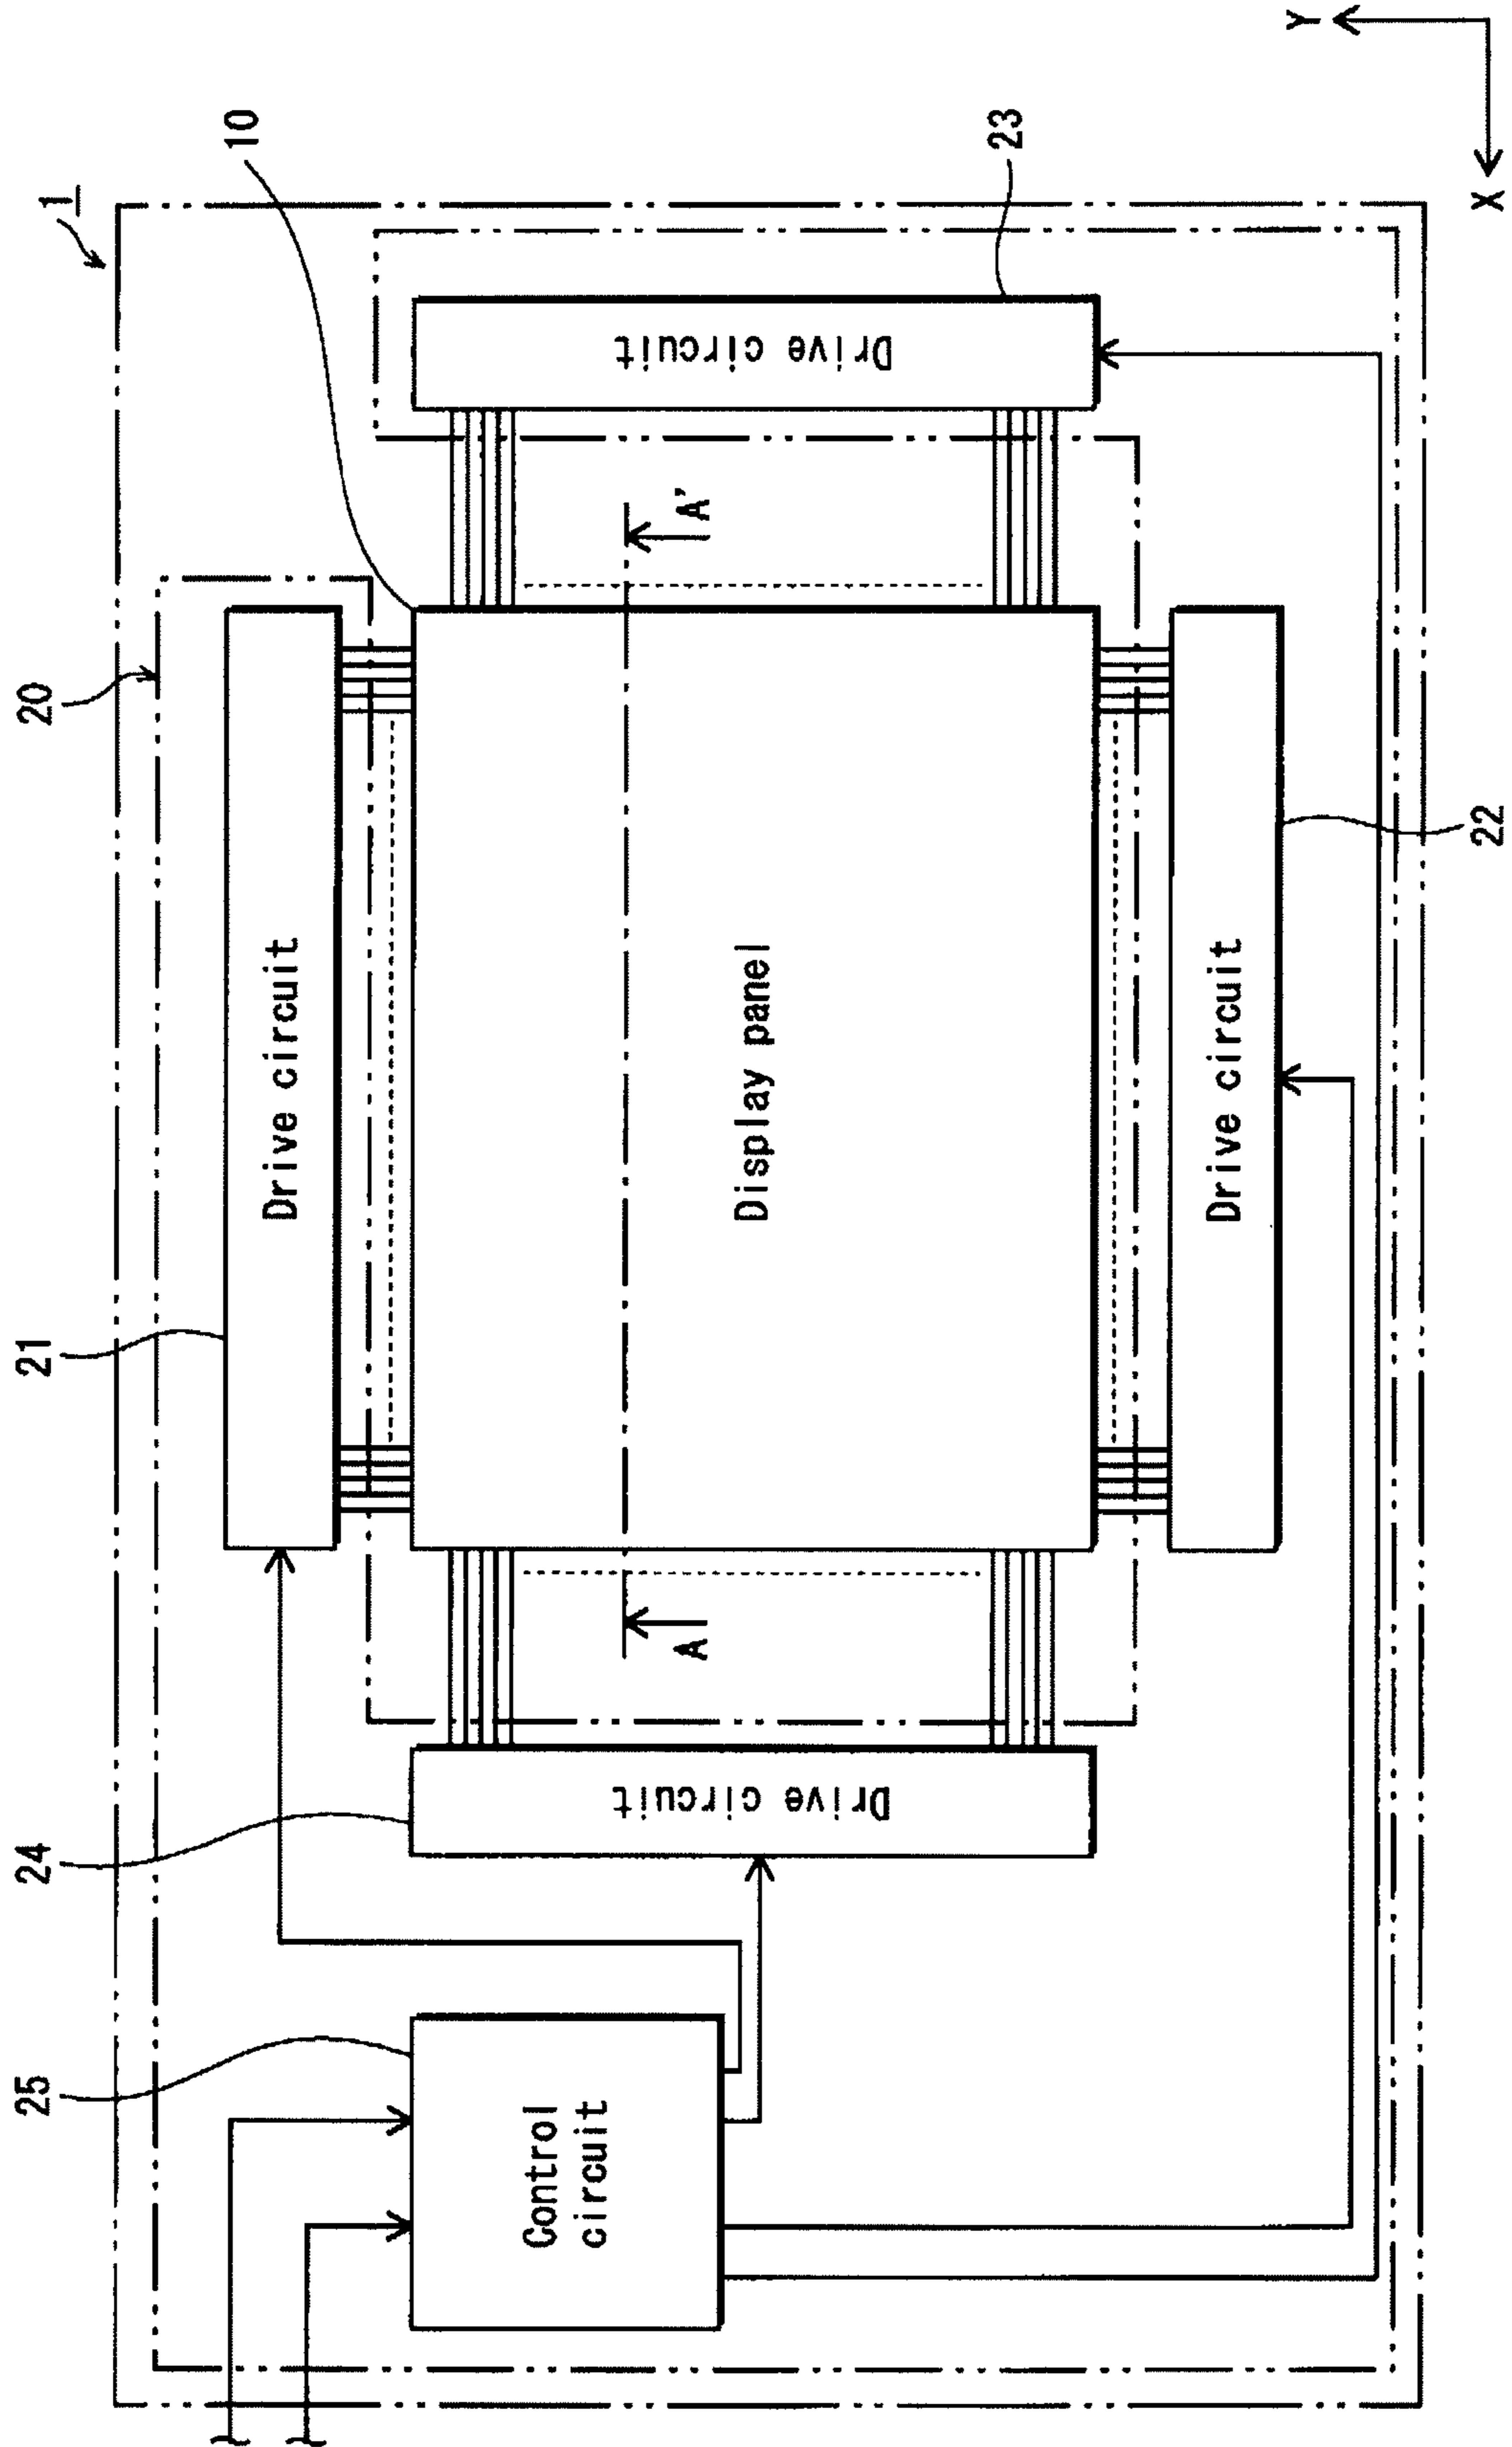 25
24
21
20
1
10
Drive circuit
Control
circuit
Drive circuit
A
A'
Display panel
Drive circuit
23
Drive circuit
Y
22
X